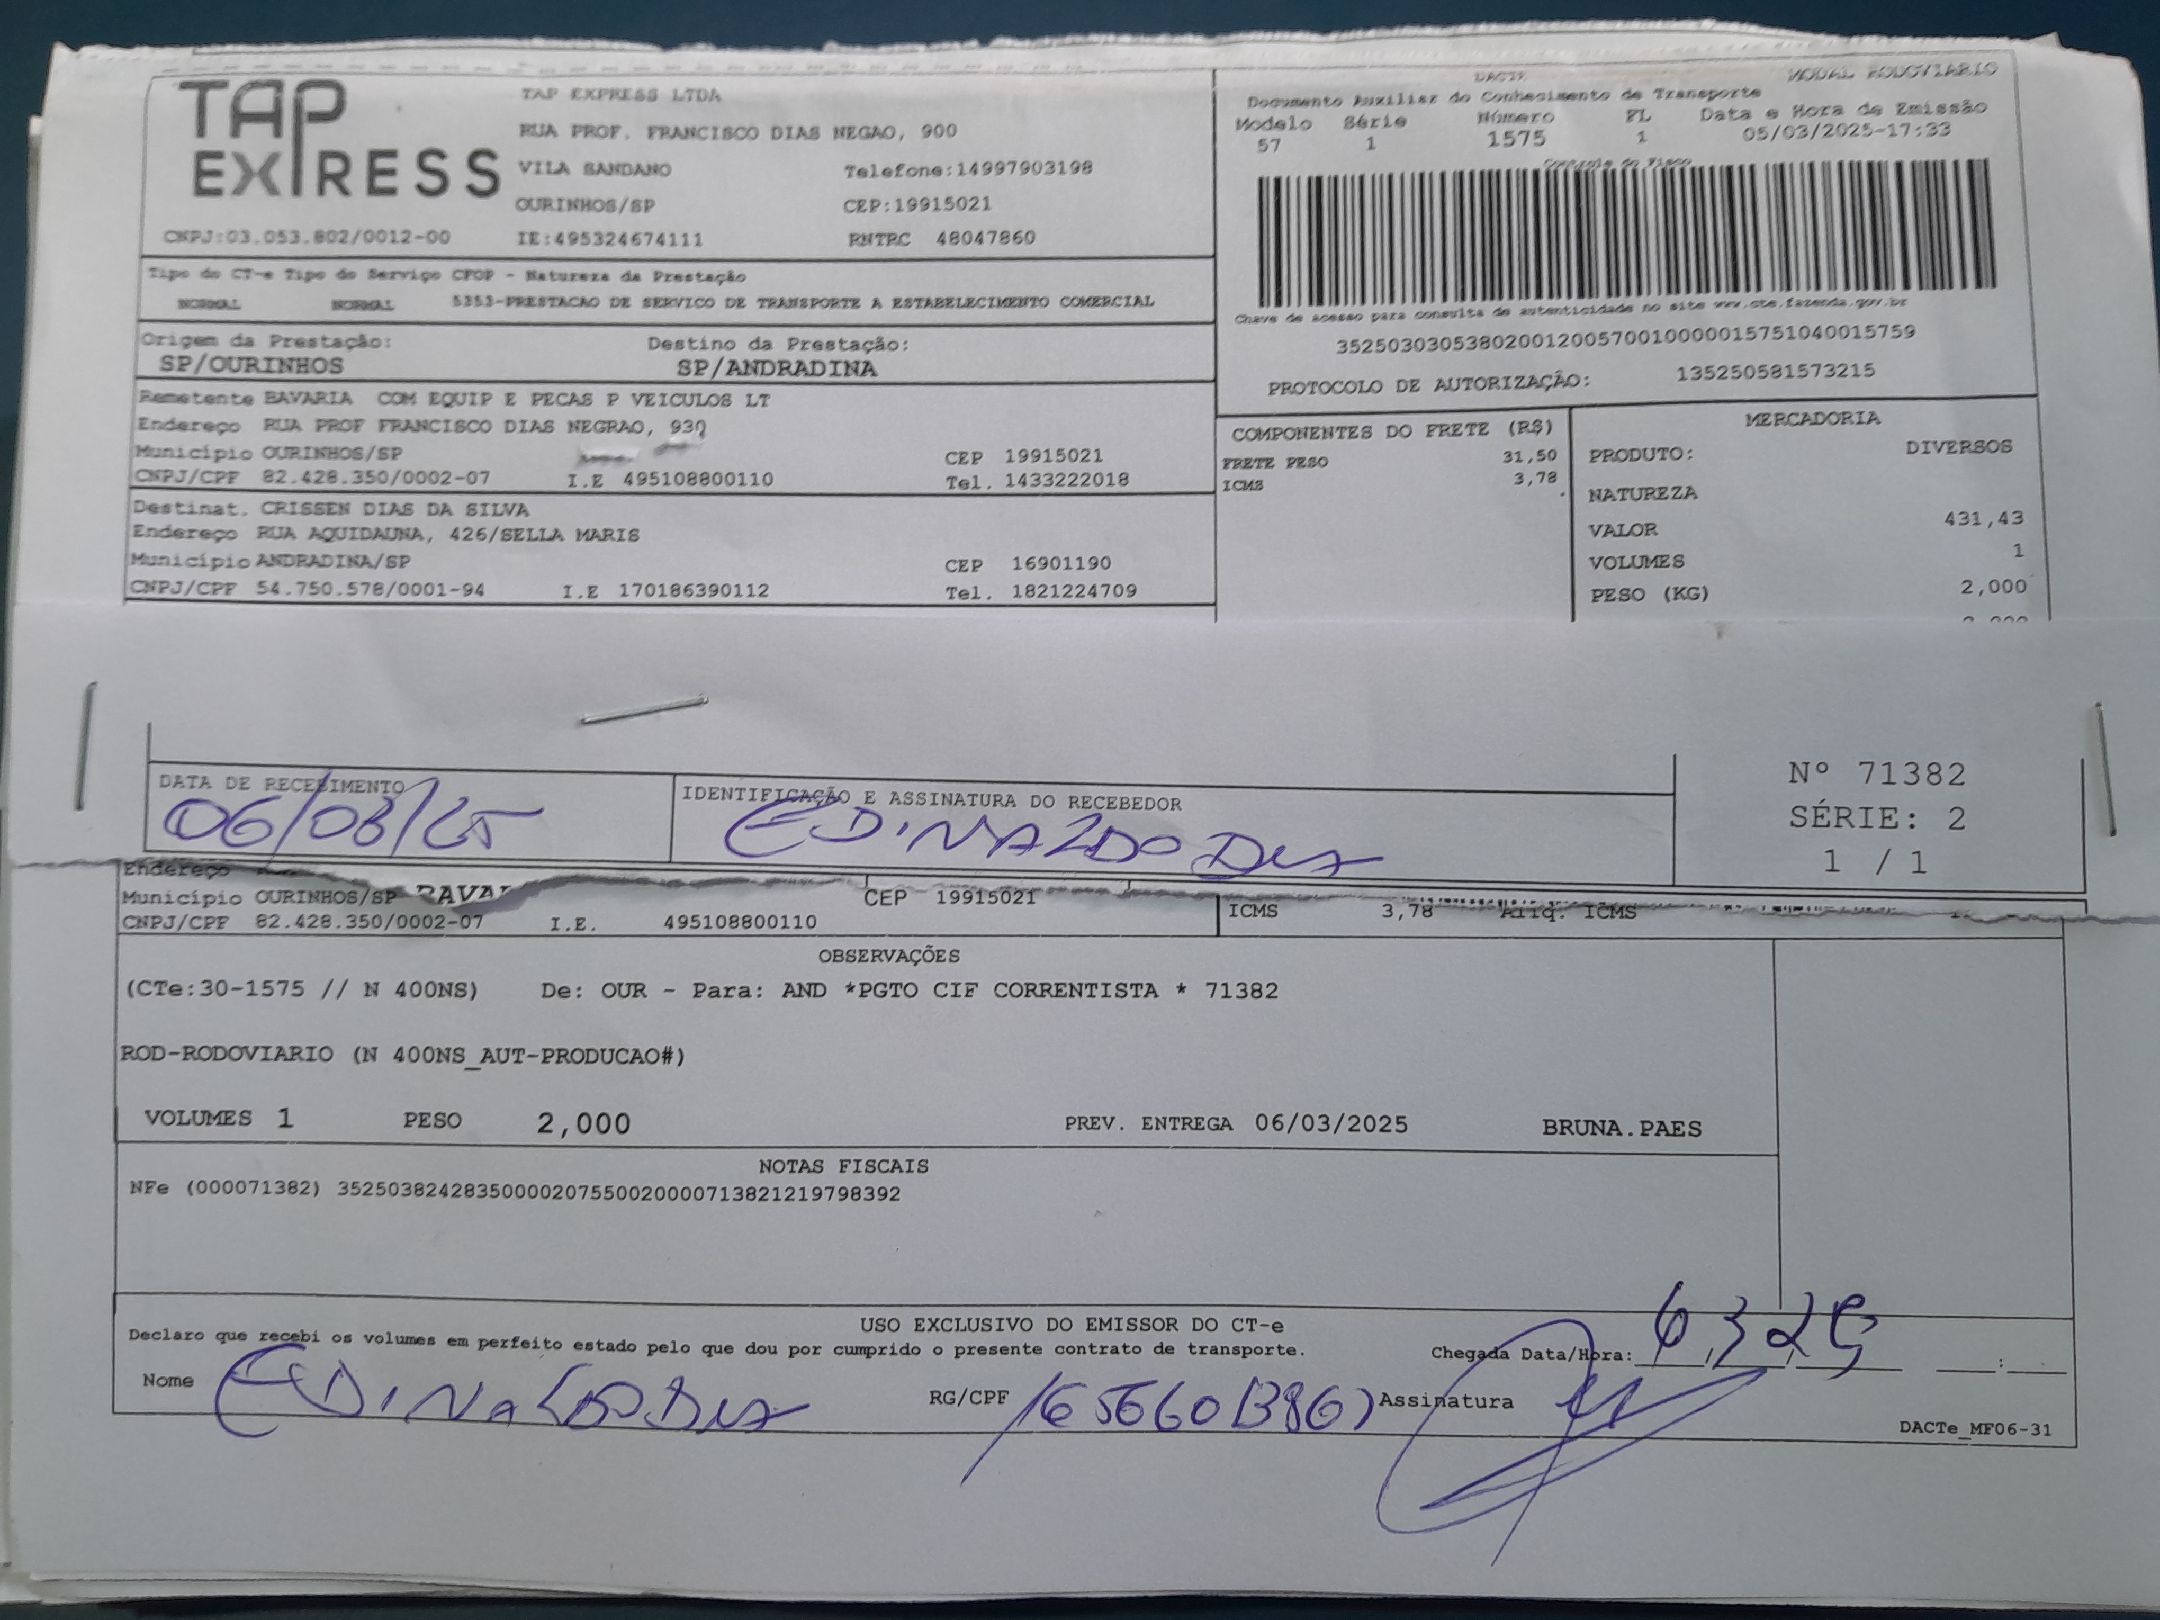 TAP EXPRESS
TAP EXPRESS LTDA
RUA PROF. FRANCISCO DIAS NEGAO, 900
VILA SANDANO Telefone:14997903198
OURINHOS/SP CEP:19915021
CNPJ:03.053.802/0012-00 IE:495324674111 RNTRC 48047860
DACTE MODAL RODOVIARIO
Documento Auxiliar do Conhecimento de Transporte
Modelo Série Número FL Data e Hora de Emissão
57 1 1575 1 05/03/2025-17:33
Controle do Fisco
Chave de acesso para consulta de autenticidade no site www.cte.fazenda.gov.br
35250303053802001200570010000015751040015759
PROTOCOLO DE AUTORIZAÇÃO: 135250581573215
Tipo do CT-e Tipo do Serviço CFOP - Natureza da Prestação
NORMAL NORMAL 5353-PRESTACAO DE SERVICO DE TRANSPORTE A ESTABELECIMENTO COMERCIAL
Origem da Prestação: Destino da Prestação:
SP/OURINHOS SP/ANDRADINA
Remetente BAVARIA COM EQUIP E PECAS P VEICULOS LT
Endereço RUA PROF FRANCISCO DIAS NEGRAO, 930
Município OURINHOS/SP CEP 19915021
CNPJ/CPF 82.428.350/0002-07 I.E 495108800110 Tel. 1433222018
Destinat. CRISSEN DIAS DA SILVA
Endereço RUA AQUIDAUNA, 426/SELLA MARIS
Município ANDRADINA/SP CEP 16901190
CNPJ/CPF 54.750.578/0001-94 I.E 170186390112 Tel. 1821224709
COMPONENTES DO FRETE (R$)
FRETE PESO 31,50
ICMS 3,78
MERCADORIA
PRODUTO: DIVERSOS
NATUREZA
VALOR 431,43
VOLUMES 1
PESO (KG) 2,000
DATA DE RECEBIMENTO IDENTIFICAÇÃO E ASSINATURA DO RECEBEDOR
06/03/25 EDINALDO DIAS
Nº 71382
SÉRIE: 2
1 / 1
Endereço
Município OURINHOS/SP CEP 19915021
CNPJ/CPF 82.428.350/0002-07 I.E. 495108800110
ICMS 3,78 Aliq. ICMS
OBSERVAÇÕES
(CTe:30-1575 // N 400NS) De: OUR - Para: AND *PGTO CIF CORRENTISTA * 71382
ROD-RODOVIARIO (N 400NS_AUT-PRODUCAO#)
VOLUMES 1 PESO 2,000 PREV. ENTREGA 06/03/2025 BRUNA.PAES
NOTAS FISCAIS
NFe (000071382) 35250382428350000207550020000713821219798392
USO EXCLUSIVO DO EMISSOR DO CT-e
Declaro que recebi os volumes em perfeito estado pelo que dou por cumprido o presente contrato de transporte.
Chegada Data/Hora: 6,3,25 :
Nome EDINALDO DIAS RG/CPF Assinatura
DACTe_MF06-31